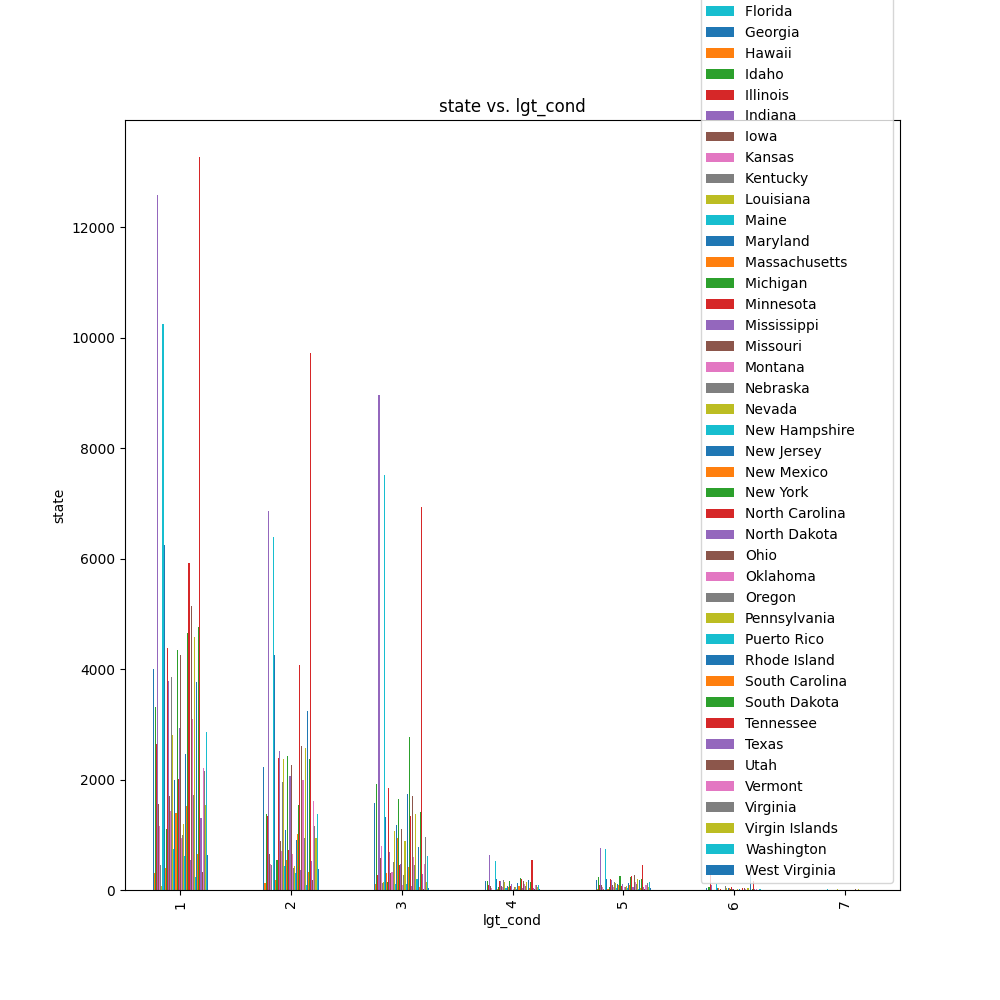 Florida
Georgia
Hawaii
Idaho
Illinois
Indiana
Iowa
Kansas
Kentucky
Louisiana
Maine
Maryland
Massachusetts
Michigan
Minnesota
Mississippi
Missouri
Montana
Nebraska
Nevada
New Hampshire
New Jersey
New Mexico
New York
North Carolina
North Dakota
Ohio
Oklahoma
Oregon
Pennsylvania
Puerto Rico
Rhode Island
South Carolina
South Dakota
Tennessee
Texas
Utah
Vermont
Virginia
Virgin Islands
Washington
West Virginia
state vs. lgt_cond
12000
10000
8000
6000
4000
2000
0
state
1
2
3
4
5
6
7
lgt_cond